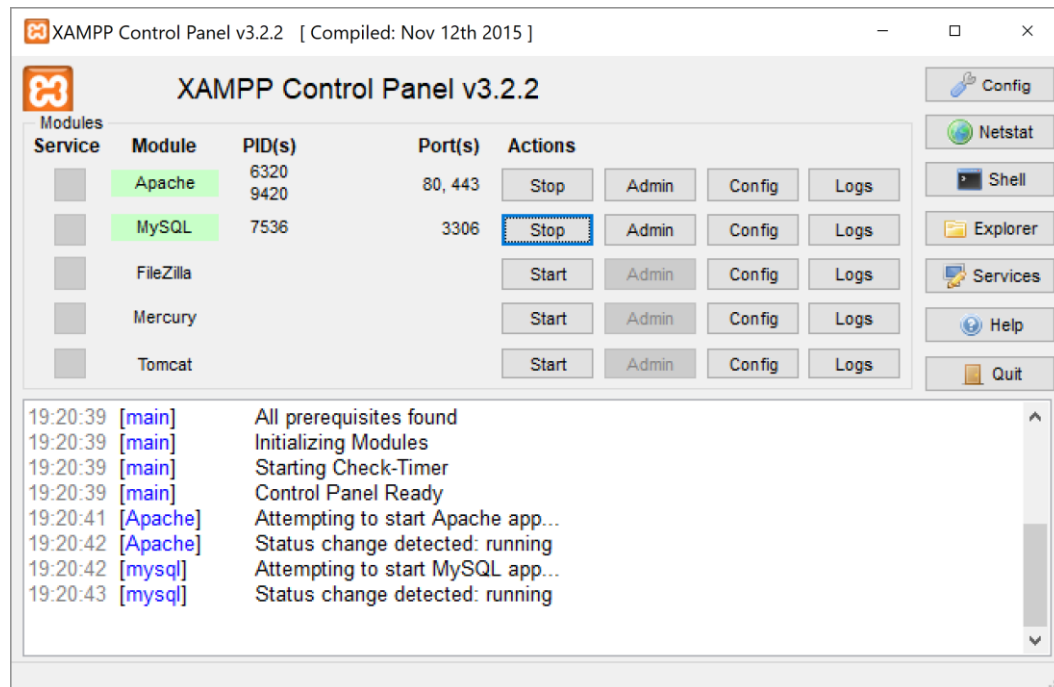 XAMPP Control Panel v3.2.2 [ Compiled: Nov 12th 2015 ]
XAMPP Control Panel v3.2.2
Config
Modules
Netstat
Service Module PID(s) Port(s) Actions
Apache 6320 9420 80, 443 Stop Admin Config Logs
Shell
MySQL 7536 3306 Stop Admin Config Logs
Explorer
FileZilla Start Admin Config Logs
Services
Mercury Start Admin Config Logs
Help
Tomcat Start Admin Config Logs
Quit
19:20:39 [main] All prerequisites found
19:20:39 [main] Initializing Modules
19:20:39 [main] Starting Check-Timer
19:20:39 [main] Control Panel Ready
19:20:41 [Apache] Attempting to start Apache app...
19:20:42 [Apache] Status change detected: running
19:20:42 [mysql] Attempting to start MySQL app...
19:20:43 [mysql] Status change detected: running